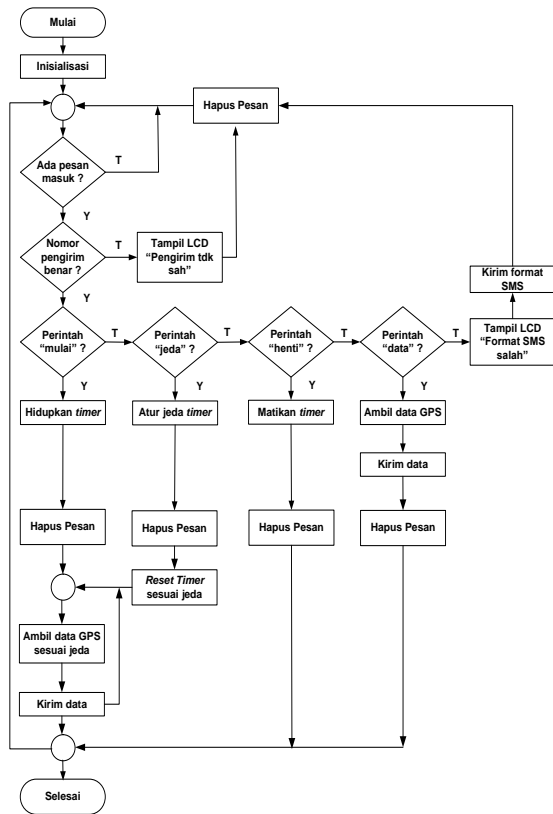 Mulai
Inisialisasi
Hapus Pesan
Ada pesan
masuk ?
T
Y
Nomor
pengirim
benar ?
T
Tampil LCD
“Pengirim tdk
sah”
Y
Kirim format
SMS
Perintah
“mulai” ?
T
Perintah
“jeda” ?
T
Perintah
“henti” ?
T
Perintah
“data” ?
T
Tampil LCD
“Format SMS
salah”
Y
Y
Y
Y
Hidupkan timer
Atur jeda timer
Matikan timer
Ambil data GPS
Kirim data
Hapus Pesan
Hapus Pesan
Hapus Pesan
Hapus Pesan
Reset Timer
sesuai jeda
Ambil data GPS
sesuai jeda
Kirim data
Selesai